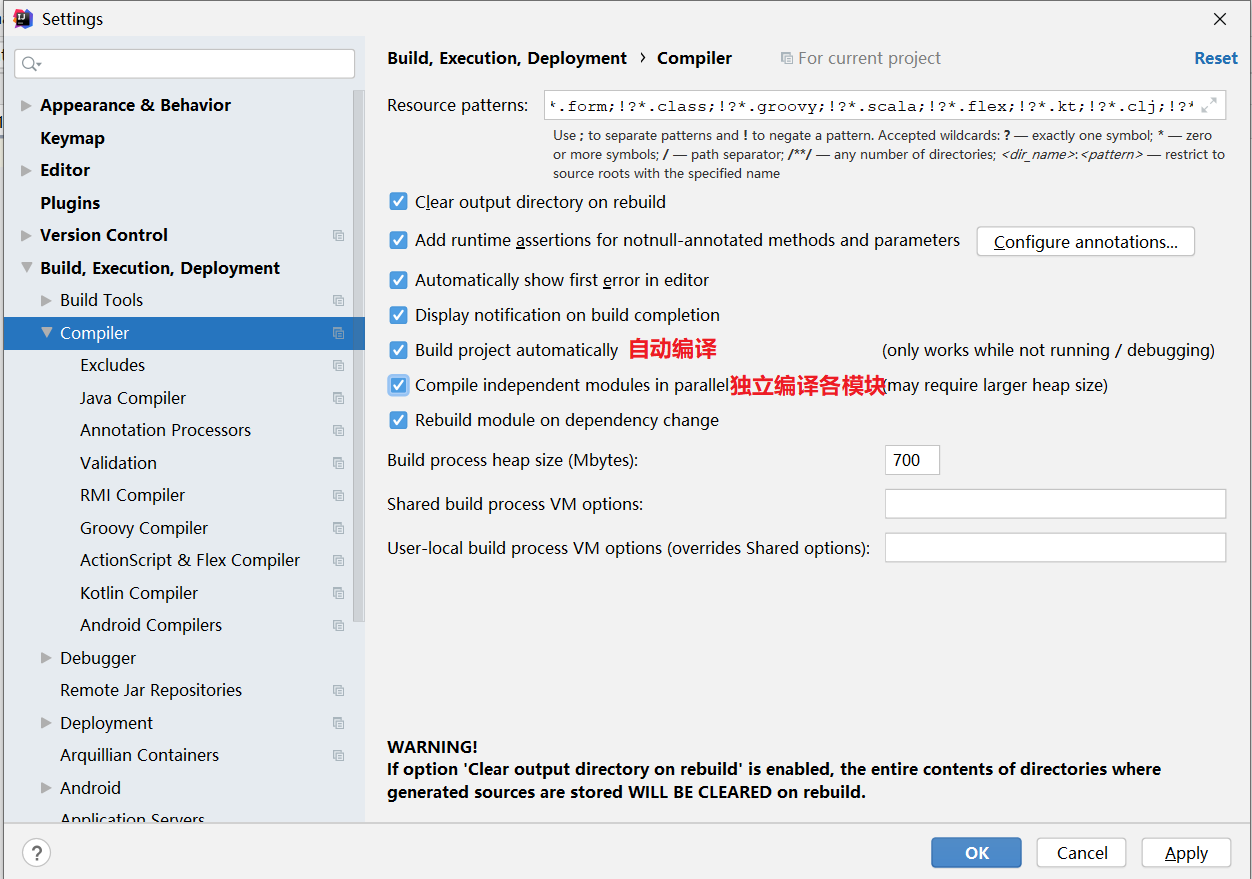 Settings
Appearance & Behavior
Keymap
Editor
Plugins
Version Control
Build, Execution, Deployment
Build Tools
Compiler
Excludes
Java Compiler
Annotation Processors
Validation
RMI Compiler
Groovy Compiler
ActionScript & Flex Compiler
Kotlin Compiler
Android Compilers
Debugger
Remote Jar Repositories
Deployment
Arquillian Containers
Android
Application Servers
Build, Execution, Deployment › Compiler For current project Reset
Resource patterns: *.form;!?*.class;!?*.groovy;!?*.scala;!?*.flex;!?*.kt;!?*.clj;!?*
Use ; to separate patterns and ! to negate a pattern. Accepted wildcards: ? — exactly one symbol; * — zero
or more symbols; / — path separator; /**/ — any number of directories; <dir_name>:<pattern> — restrict to
source roots with the specified name
Clear output directory on rebuild
Add runtime assertions for notnull-annotated methods and parameters Configure annotations...
Automatically show first error in editor
Display notification on build completion
Build project automatically 自动编译 (only works while not running / debugging)
Compile independent modules in parallel 独立编译各模块 (may require larger heap size)
Rebuild module on dependency change
Build process heap size (Mbytes): 700
Shared build process VM options:
User-local build process VM options (overrides Shared options):
WARNING!
If option 'Clear output directory on rebuild' is enabled, the entire contents of directories where
generated sources are stored WILL BE CLEARED on rebuild.
? OK Cancel Apply